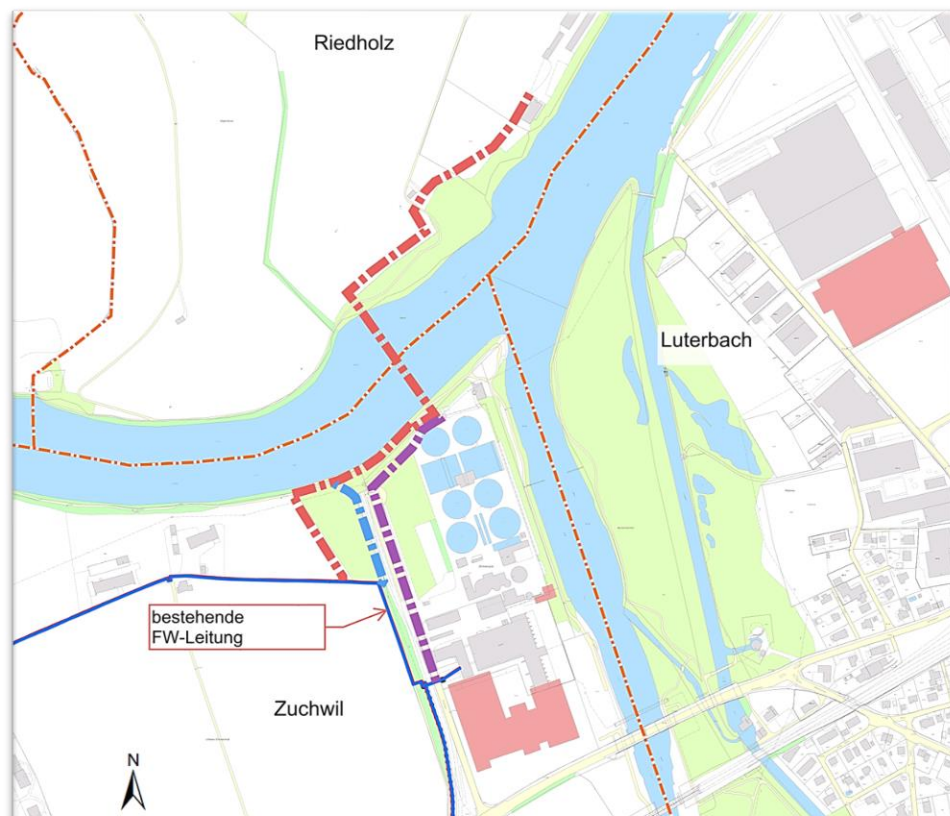 Riedholz
Luterbach
bestehende
FW-Leitung
Zuchwil
N